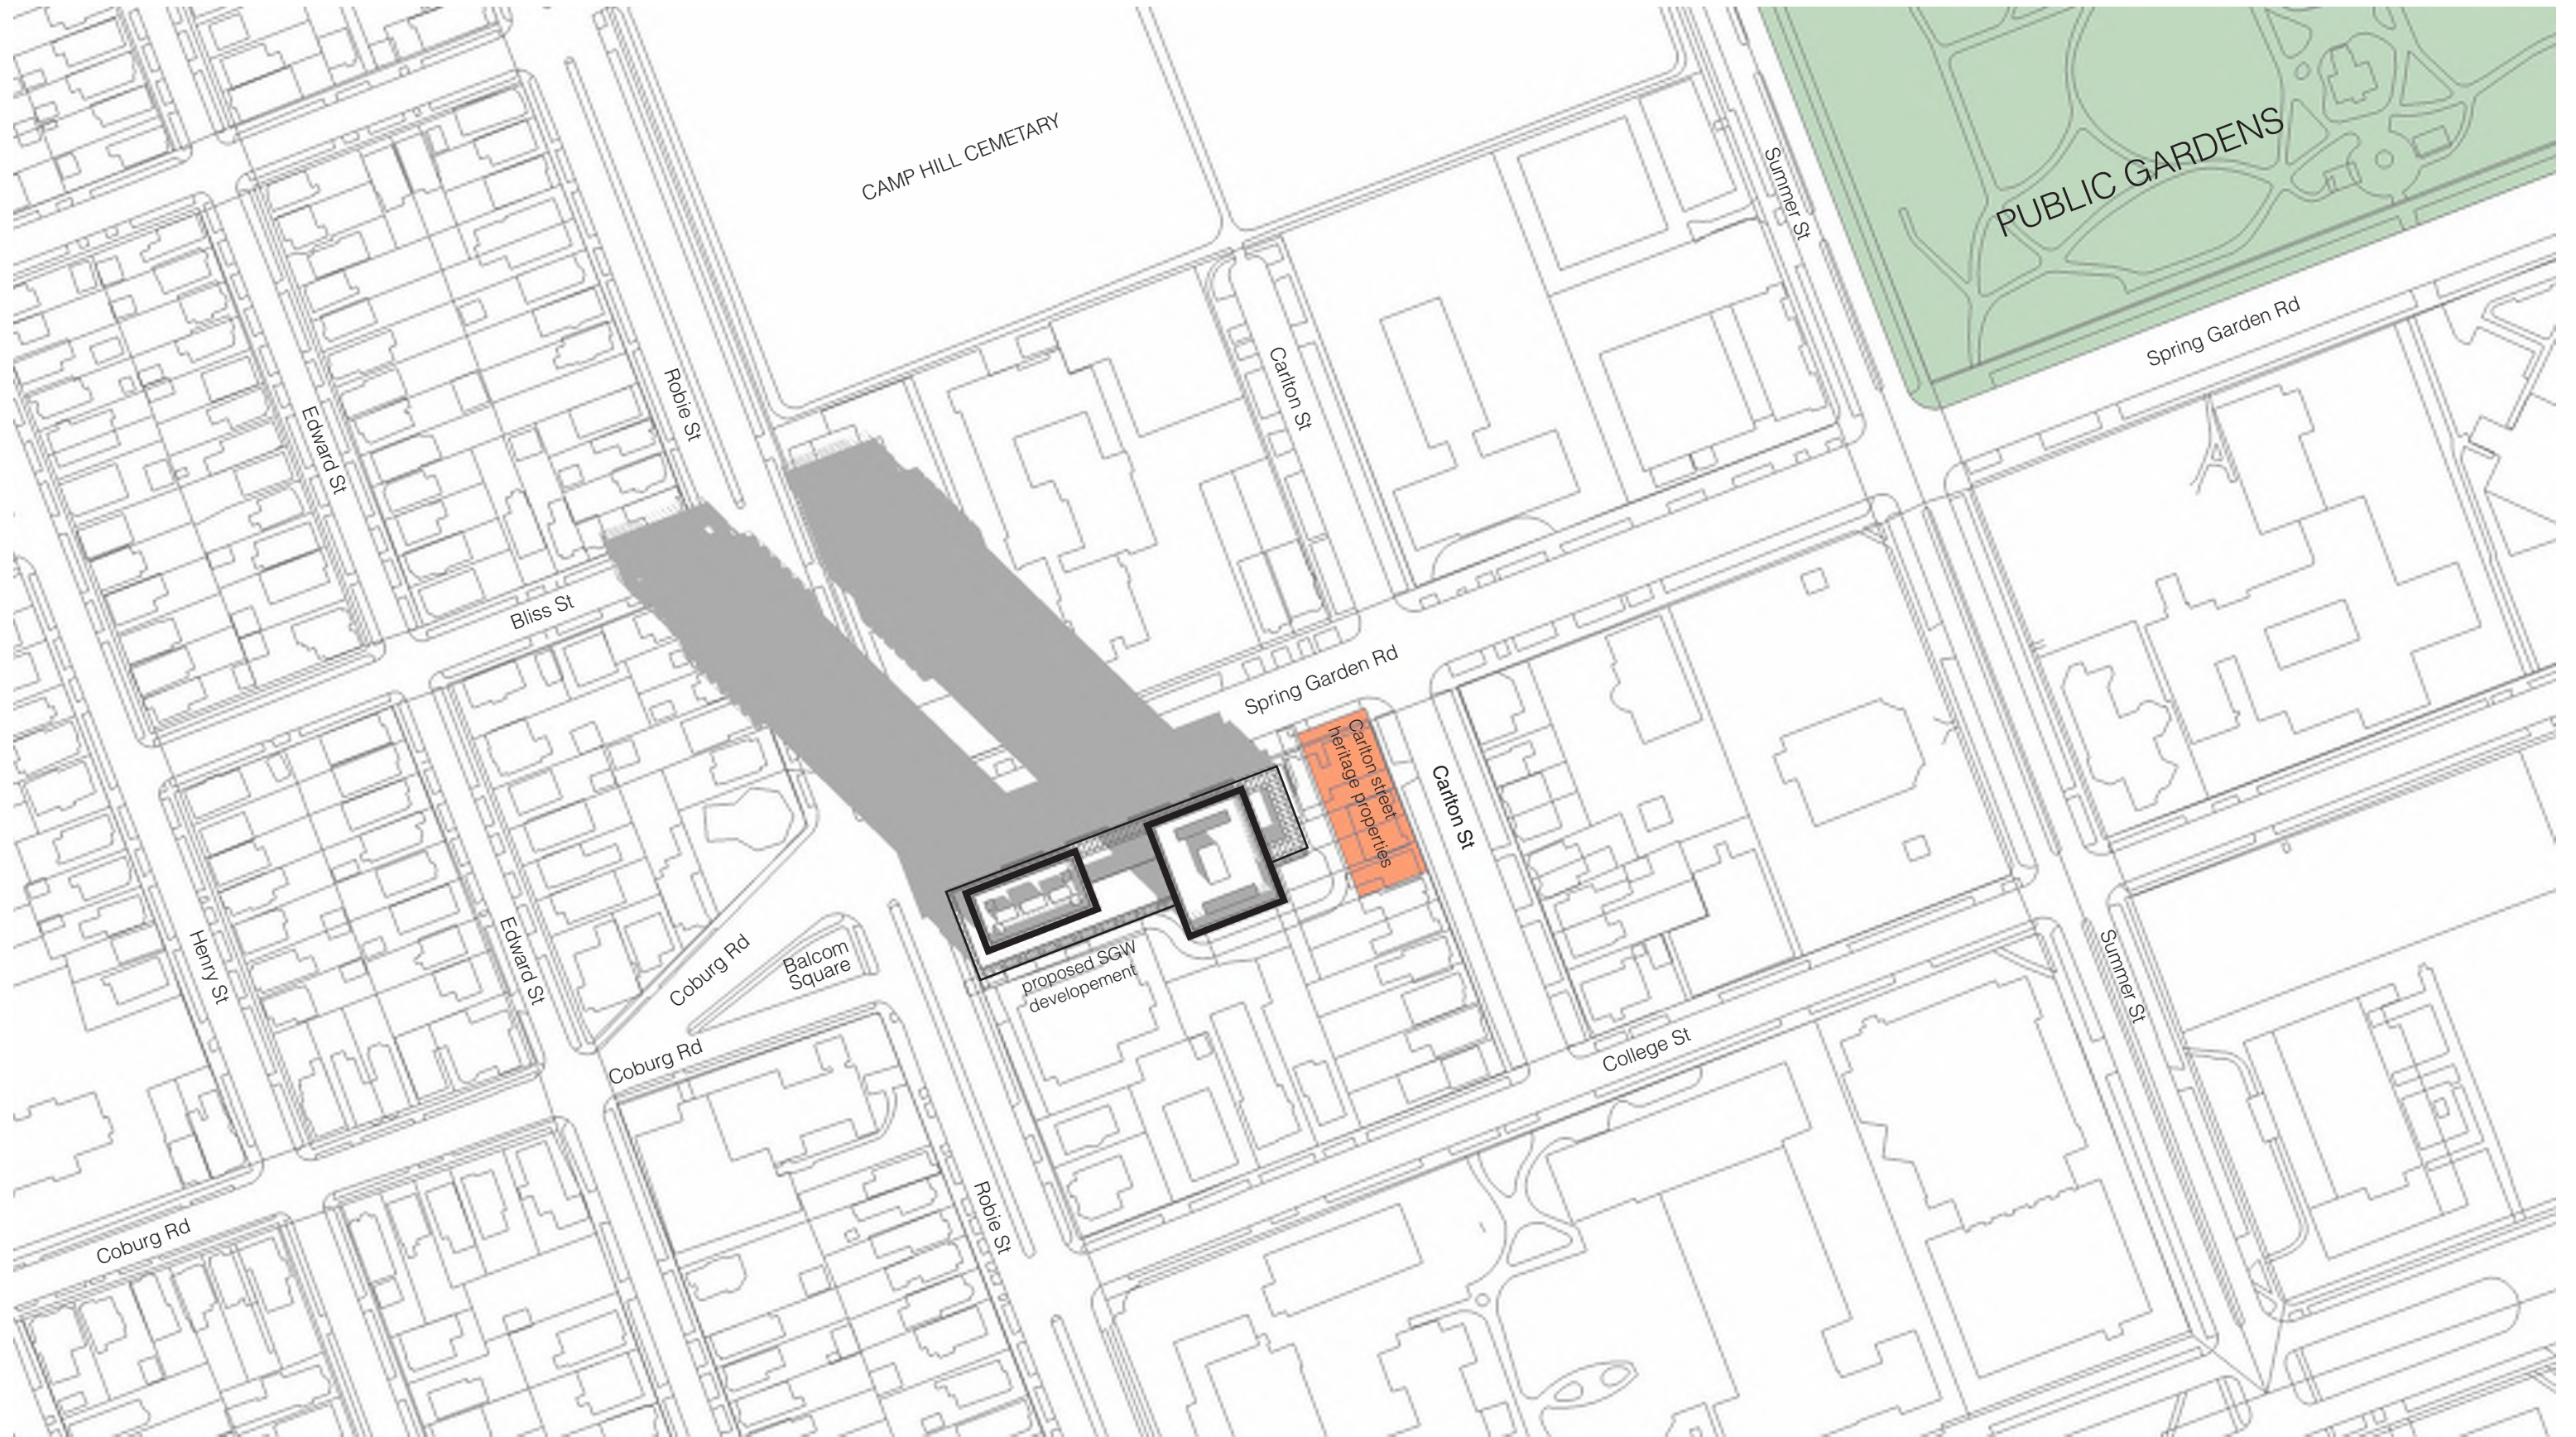 CAMP HILL CEMETARY
PUBLIC GARDENS
Summer St
Spring Garden Rd
Carlton St
Robie St
Edward St
Bliss St
Spring Garden Rd
Carlton street
heritage properties
Carlton St
Henry St
Edward St
Coburg Rd
Balcom
Square
proposed SGW
developement
Summer St
Coburg Rd
College St
Robie St
Coburg Rd